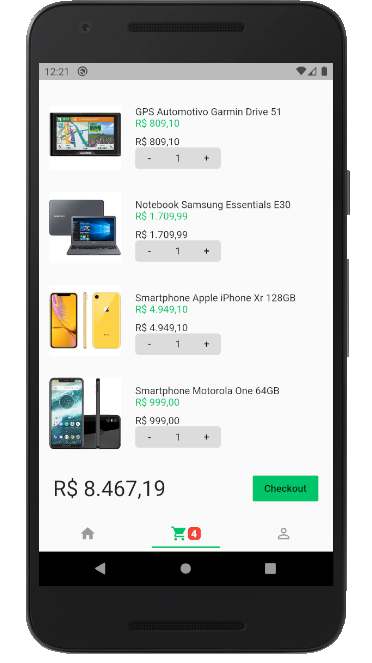 12:21
GPS Automotivo Garmin Drive 51
R$ 809,10
R$ 809,10
- 1 +
Notebook Samsung Essentials E30
R$ 1.709,99
R$ 1.709,99
- 1 +
Smartphone Apple iPhone Xr 128GB
R$ 4.949,10
R$ 4.949,10
- 1 +
Smartphone Motorola One 64GB
R$ 999,00
R$ 999,00
- 1 +
R$ 8.467,19
Checkout
4